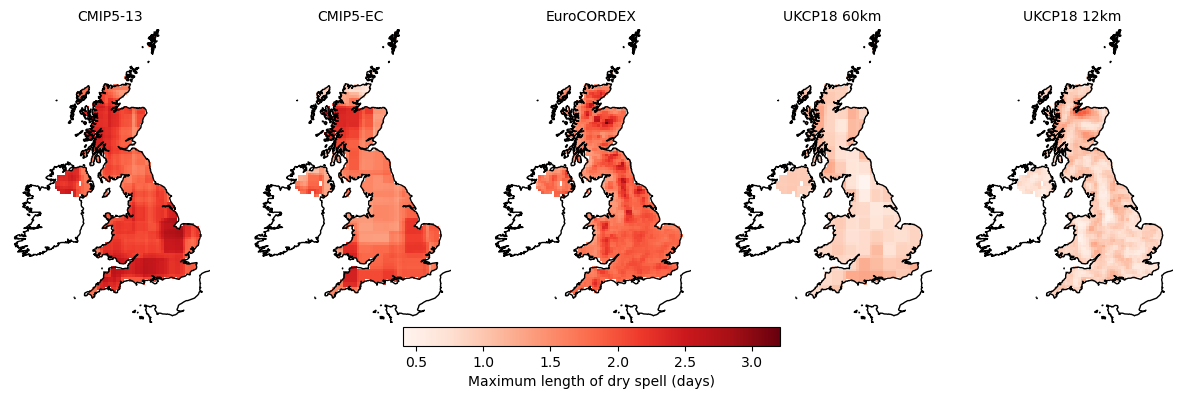 CMIP5-13
CMIP5-EC
EuroCORDEX
UKCP18 60km
UKCP18 12km
0.5
1.0
1.5
2.0
2.5
3.0
Maximum length of dry spell (days)